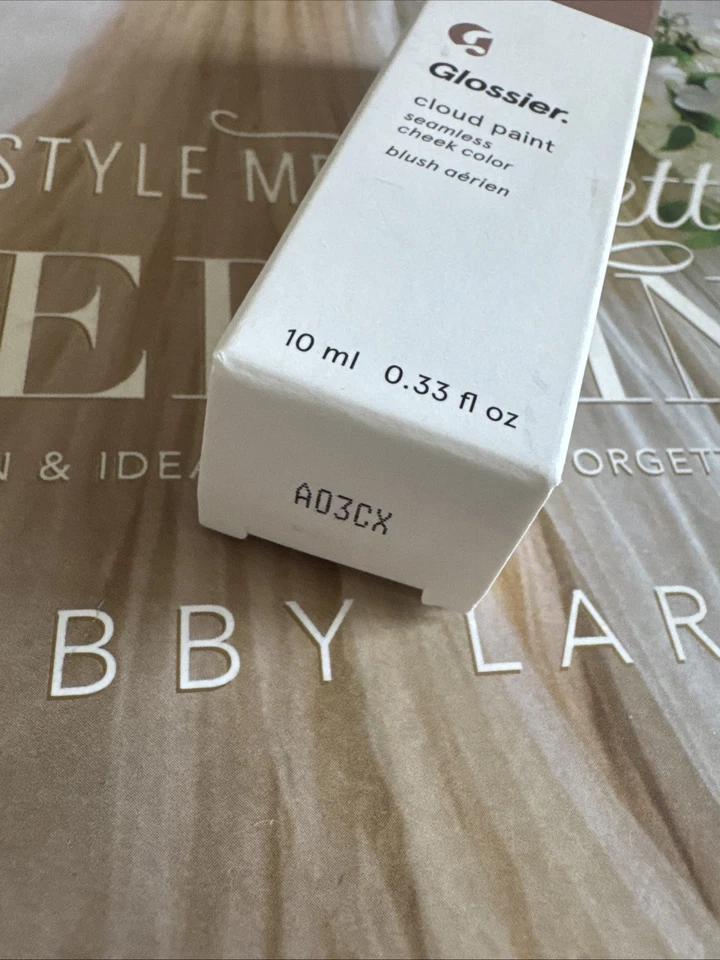 Glossier.
cloud paint
seamless
cheek color
blush aérien
10 ml 0.33 fl oz
A03CX
STYLE ME
N & IDEA
BBY LAR